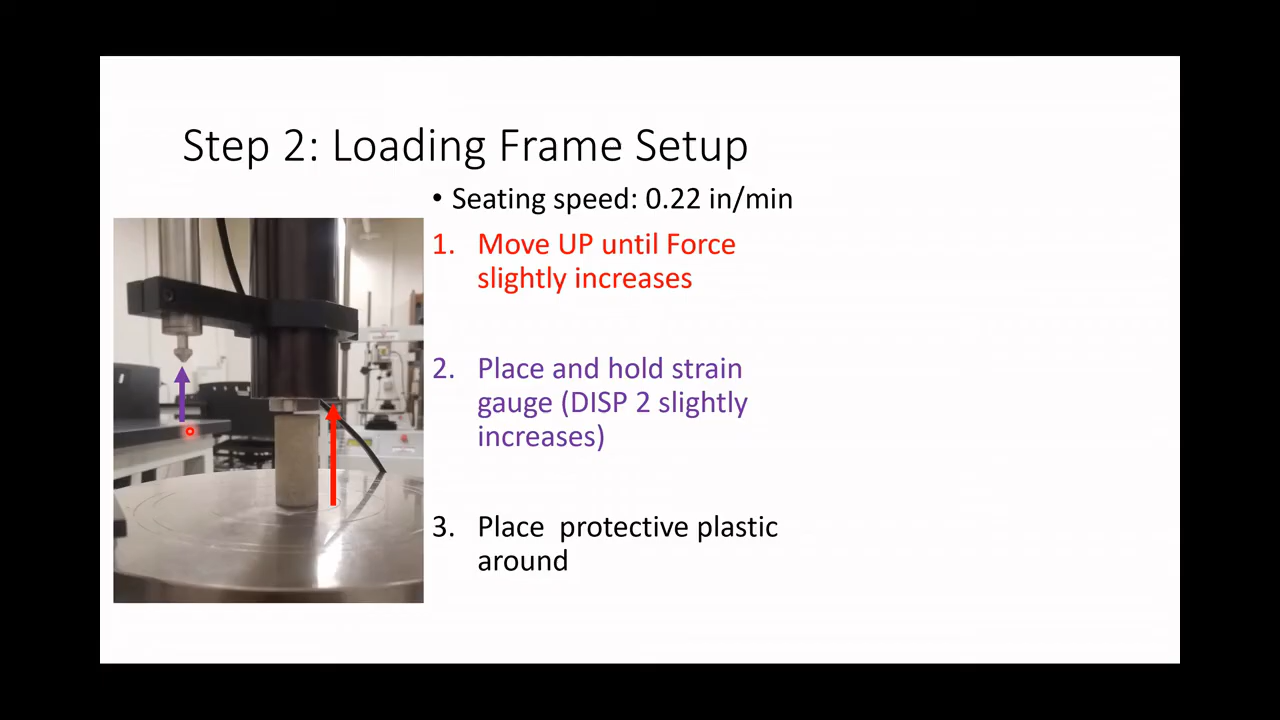 Step 2: Loading Frame Setup
• Seating speed: 0.22 in/min
1. Move UP until Force
slightly increases
2. Place and hold strain
gauge (DISP 2 slightly
increases)
3. Place  protective plastic
around